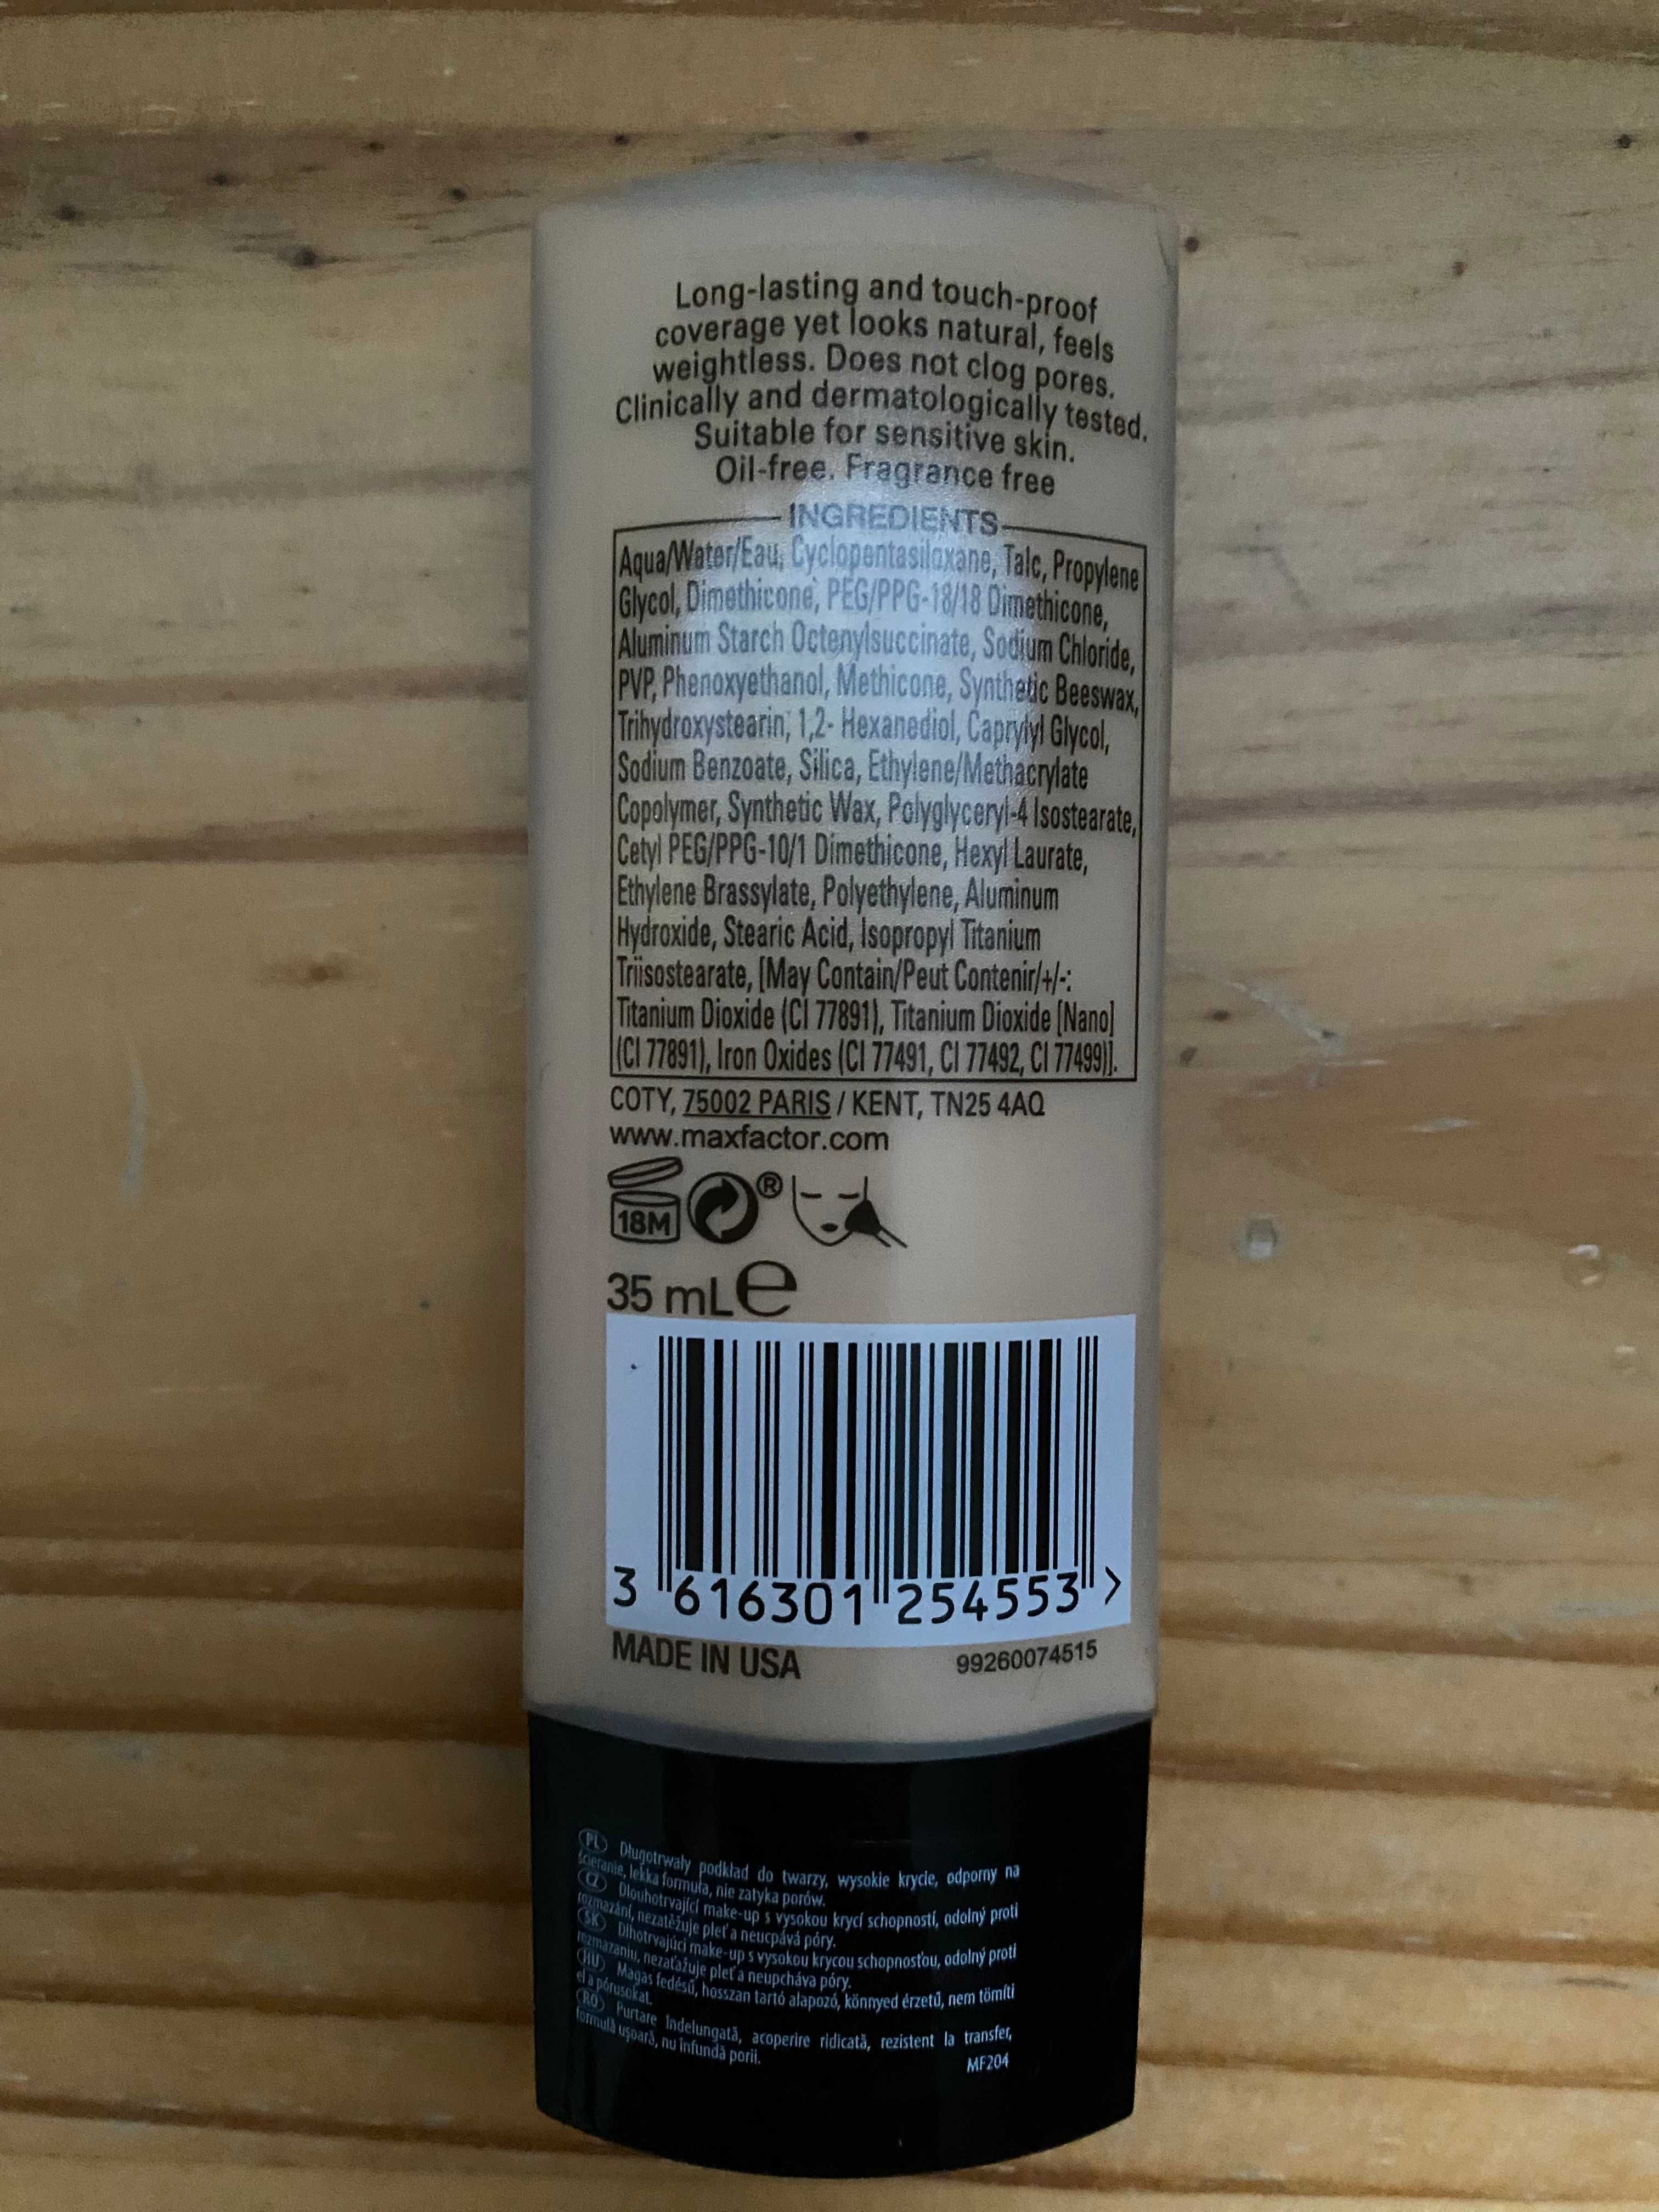 Long-lasting and touch-proof
coverage yet looks natural, feels
weightless. Does not clog pores.
Clinically and dermatologically tested.
Suitable for sensitive skin.
Oil-free. Fragrance free
INGREDIENTS
Aqua/Water/Eau, Cyclopentasiloxane, Talc, Propylene
Glycol, Dimethicone, PEG/PPG-18/18 Dimethicone,
Aluminum Starch Octenylsuccinate, Sodium Chloride,
PVP, Phenoxyethanol, Methicone, Synthetic Beeswax,
Trihydroxystearin, 1,2- Hexanediol, Caprylyl Glycol,
Sodium Benzoate, Silica, Ethylene/Methacrylate
Copolymer, Synthetic Wax, Polyglyceryl-4 Isostearate,
Cetyl PEG/PPG-10/1 Dimethicone, Hexyl Laurate,
Ethylene Brassylate, Polyethylene, Aluminum
Hydroxide, Stearic Acid, Isopropyl Titanium
Triisostearate, [May Contain/Peut Contenir/+/-:
Titanium Dioxide (CI 77891), Titanium Dioxide [Nano]
(CI 77891), Iron Oxides (CI 77491, CI 77492, CI 77499)].
COTY, 75002 PARIS / KENT, TN25 4AQ
www.maxfactor.com
18M ®
35 mL e
3 616301 254553 >
MADE IN USA 99260074515
PL Długotrwały podkład do twarzy, wysokie krycie, odporny na
ścieranie, lekka formuła, nie zatyka porów.
CZ Dlouhotrvající make-up s vysokou krycí schopností, odolný proti
rozmazání, nezatěžuje pleť a neucpává póry.
SK Dlhotrvajúci make-up s vysokou krycou schopnosťou, odolný proti
rozmazaniu, nezaťažuje pleť a neupcháva póry.
HU Magas fedésű, hosszan tartó alapozó, könnyed érzetű, nem tömíti
el a pórusokat.
RO Purtare îndelungată, acoperire ridicată, rezistent la transfer,
formulă ușoară, nu înfundă porii.
MF204